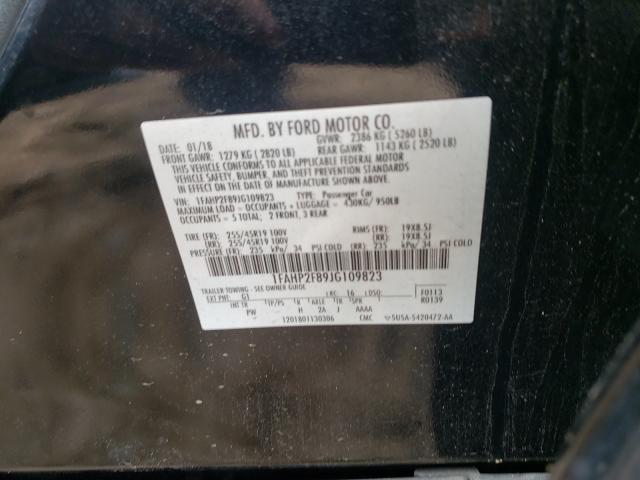 MFD. BY FORD MOTOR CO.
DATE: 01/18 GVWR: 2386 KG ( 5260 LB)
FRONT GAWR: 1279 KG ( 2820 LB) REAR GAWR: 1143 KG ( 2520 LB)
THIS VEHICLE CONFORMS TO ALL APPLICABLE FEDERAL MOTOR
VEHICLE SAFETY, BUMPER, AND THEFT PREVENTION STANDARDS
IN EFFECT ON THE DATE OF MANUFACTURE SHOWN ABOVE.
VIN: 1FAHP2F89JG109823 TYPE: Passenger Car
MAXIMUM LOAD = OCCUPANTS + LUGGAGE = 430KG/ 950LB
OCCUPANTS = 5 TOTAL; 2 FRONT, 3 REAR
TIRE (FR): 255/45R19 100V RIMS (FR): 19X8.5J
(RR): 255/45R19 100V (RR): 19X8.5J
PRESSURE (FR): 235 kPa/ 34 PSI COLD (RR): 235 kPa/ 34 PSI COLD
1FAHP2F89JG109823
TRAILER TOWING - SEE OWNER GUIDE
EXT PNT: G1 RC: 16 DSO: F0113
R0139
INT TR TP/PS R AXLE TR SPR
PW H 2A J AAAA
1201801130306 CMC 5U5A-5420472-AA